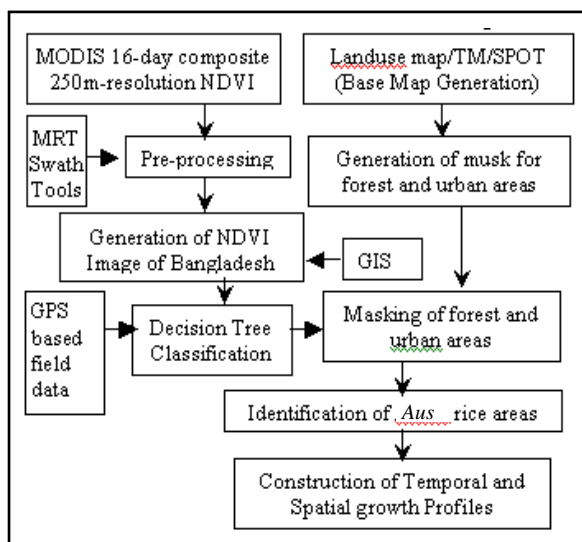 MODIS 16-day composite
250m-resolution NDVI
Landuse map/TM/SPOT
(Base Map Generation)
MRT
Swath
Tools
Pre-processing
Generation of musk for
forest and urban areas
Generation of NDVI
Image of Bangladesh
GIS
GPS
based
field
data
Decision Tree
Classification
Masking of forest and
urban areas
Identification of Aus rice areas
Construction of Temporal and
Spatial growth Profiles